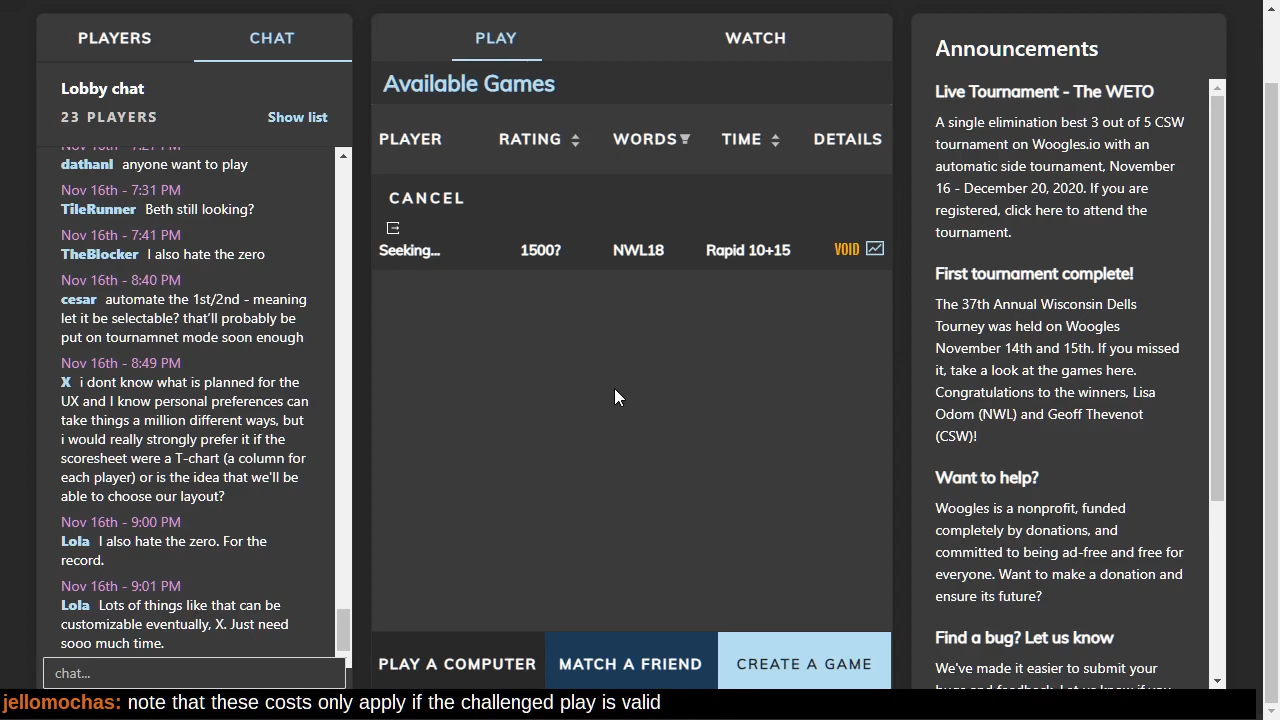 PLAYERS
CHAT
Lobby chat
23 PLAYERS
Show list
Nov 16th - 7:27 PM
dathanl anyone want to play
Nov 16th - 7:31 PM
TileRunner Beth still looking?
Nov 16th - 7:41 PM
TheBlocker I also hate the zero
Nov 16th - 8:40 PM
cesar automate the 1st/2nd - meaning
let it be selectable? that'll probably be
put on tournamnet mode soon enough
Nov 16th - 8:49 PM
X i dont know what is planned for the
UX and I know personal preferences can
take things a million different ways, but
i would really strongly prefer it if the
scoresheet were a T-chart (a column for
each player) or is the idea that we'll be
able to choose our layout?
Nov 16th - 9:00 PM
Lola I also hate the zero. For the
record.
Nov 16th - 9:01 PM
Lola Lots of things like that can be
customizable eventually, X. Just need
sooo much time.
chat...
PLAY
WATCH
Available Games
PLAYER RATING WORDS TIME DETAILS
CANCEL
Seeking... 1500? NWL18 Rapid 10+15 VOID
PLAY A COMPUTER
MATCH A FRIEND
CREATE A GAME
Announcements
Live Tournament - The WETO
A single elimination best 3 out of 5 CSW
tournament on Woogles.io with an
automatic side tournament, November
16 - December 20, 2020. If you are
registered, click here to attend the
tournament.
First tournament complete!
The 37th Annual Wisconsin Dells
Tourney was held on Woogles
November 14th and 15th. If you missed
it, take a look at the games here.
Congratulations to the winners, Lisa
Odom (NWL) and Geoff Thevenot
(CSW)!
Want to help?
Woogles is a nonprofit, funded
completely by donations, and
committed to being ad-free and free for
everyone. Want to make a donation and
ensure its future?
Find a bug? Let us know
We've made it easier to submit your
jellomochas: note that these costs only apply if the challenged play is valid